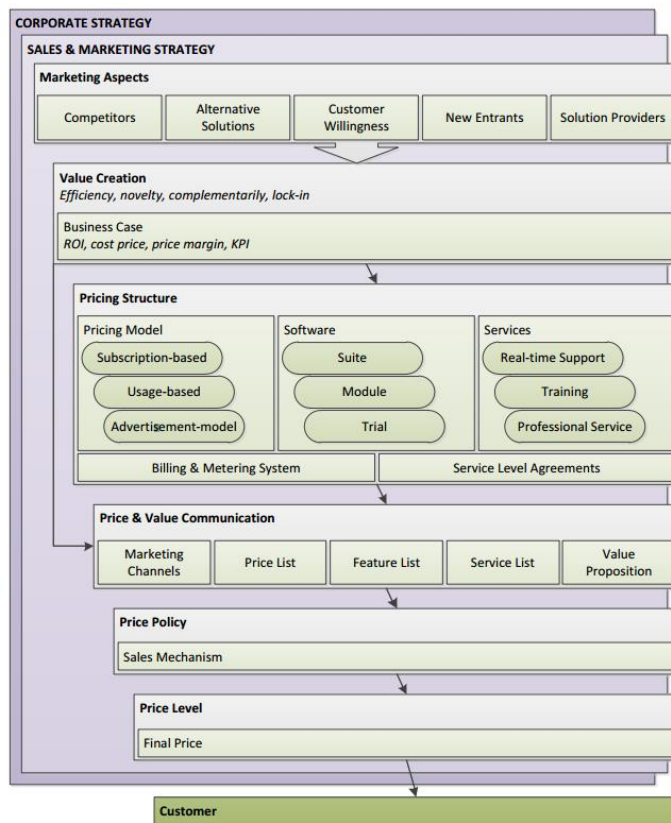 CORPORATE STRATEGY
SALES & MARKETING STRATEGY
Marketing Aspects
Competitors
Alternative
Solutions
Customer
Willingness
New Entrants
Solution Providers
Value Creation
Efficiency, novelty, complementarily, lock-in
Business Case
ROI, cost price, price margin, KPI
Pricing Structure
Pricing Model
Subscription-based
Usage-based
Advertisement-model
Software
Suite
Module
Trial
Services
Real-time Support
Training
Professional Service
Billing & Metering System
Service Level Agreements
Price & Value Communication
Marketing
Channels
Price List
Feature List
Service List
Value
Proposition
Price Policy
Sales Mechanism
Price Level
Final Price
Customer